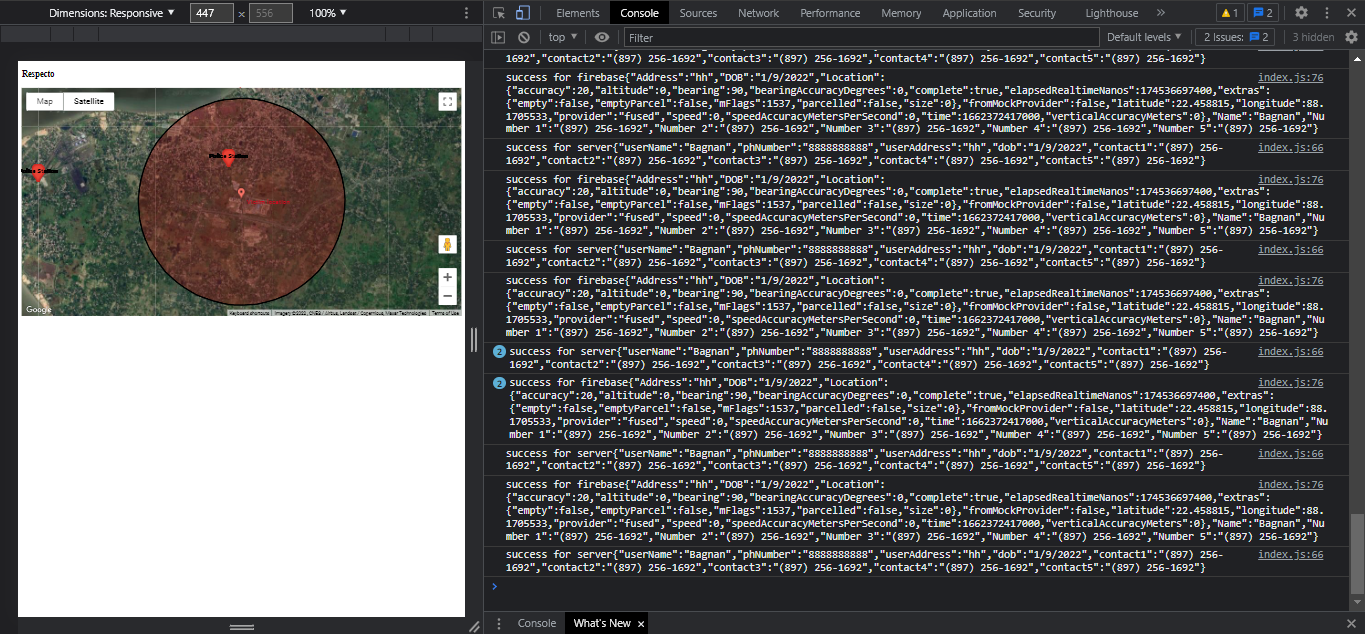 Dimensions: Responsive ▼ 447 × 556 100% ▼
Elements Console Sources Network Performance Memory Application Security Lighthouse » 1 2
top ▼ Filter Default levels ▼ 2 Issues: 2 3 hidden
Respecto
Map Satellite
Police Station
Google
Keyboard shortcuts Imagery ©2022, CNES / Airbus, Landsat / Copernicus, Maxar Technologies Terms of Use
1692","contact2":"(897) 256-1692","contact3":"(897) 256-1692","contact4":"(897) 256-1692","contact5":"(897) 256-1692"}
success for firebase{"Address":"hh","DOB":"1/9/2022","Location": index.js:76
{"accuracy":20,"altitude":0,"bearing":90,"bearingAccuracyDegrees":0,"complete":true,"elapsedRealtimeNanos":174536697400,"extras":
{"empty":false,"emptyParcel":false,"mFlags":1537,"parcelled":false,"size":0},"fromMockProvider":false,"latitude":22.458815,"longitude":88.
1705533,"provider":"fused","speed":0,"speedAccuracyMetersPerSecond":0,"time":1662372417000,"verticalAccuracyMeters":0},"Name":"Bagnan","Nu
mber 1":"(897) 256-1692","Number 2":"(897) 256-1692","Number 3":"(897) 256-1692","Number 4":"(897) 256-1692","Number 5":"(897) 256-1692"}
success for server{"userName":"Bagnan","phNumber":"8888888888","userAddress":"hh","dob":"1/9/2022","contact1":"(897) 256- index.js:66
1692","contact2":"(897) 256-1692","contact3":"(897) 256-1692","contact4":"(897) 256-1692","contact5":"(897) 256-1692"}
success for firebase{"Address":"hh","DOB":"1/9/2022","Location": index.js:76
{"accuracy":20,"altitude":0,"bearing":90,"bearingAccuracyDegrees":0,"complete":true,"elapsedRealtimeNanos":174536697400,"extras":
{"empty":false,"emptyParcel":false,"mFlags":1537,"parcelled":false,"size":0},"fromMockProvider":false,"latitude":22.458815,"longitude":88.
1705533,"provider":"fused","speed":0,"speedAccuracyMetersPerSecond":0,"time":1662372417000,"verticalAccuracyMeters":0},"Name":"Bagnan","Nu
mber 1":"(897) 256-1692","Number 2":"(897) 256-1692","Number 3":"(897) 256-1692","Number 4":"(897) 256-1692","Number 5":"(897) 256-1692"}
success for server{"userName":"Bagnan","phNumber":"8888888888","userAddress":"hh","dob":"1/9/2022","contact1":"(897) 256- index.js:66
1692","contact2":"(897) 256-1692","contact3":"(897) 256-1692","contact4":"(897) 256-1692","contact5":"(897) 256-1692"}
success for firebase{"Address":"hh","DOB":"1/9/2022","Location": index.js:76
{"accuracy":20,"altitude":0,"bearing":90,"bearingAccuracyDegrees":0,"complete":true,"elapsedRealtimeNanos":174536697400,"extras":
{"empty":false,"emptyParcel":false,"mFlags":1537,"parcelled":false,"size":0},"fromMockProvider":false,"latitude":22.458815,"longitude":88.
1705533,"provider":"fused","speed":0,"speedAccuracyMetersPerSecond":0,"time":1662372417000,"verticalAccuracyMeters":0},"Name":"Bagnan","Nu
mber 1":"(897) 256-1692","Number 2":"(897) 256-1692","Number 3":"(897) 256-1692","Number 4":"(897) 256-1692","Number 5":"(897) 256-1692"}
2 success for server{"userName":"Bagnan","phNumber":"8888888888","userAddress":"hh","dob":"1/9/2022","contact1":"(897) 256- index.js:66
1692","contact2":"(897) 256-1692","contact3":"(897) 256-1692","contact4":"(897) 256-1692","contact5":"(897) 256-1692"}
2 success for firebase{"Address":"hh","DOB":"1/9/2022","Location": index.js:76
{"accuracy":20,"altitude":0,"bearing":90,"bearingAccuracyDegrees":0,"complete":true,"elapsedRealtimeNanos":174536697400,"extras":
{"empty":false,"emptyParcel":false,"mFlags":1537,"parcelled":false,"size":0},"fromMockProvider":false,"latitude":22.458815,"longitude":88.
1705533,"provider":"fused","speed":0,"speedAccuracyMetersPerSecond":0,"time":1662372417000,"verticalAccuracyMeters":0},"Name":"Bagnan","Nu
mber 1":"(897) 256-1692","Number 2":"(897) 256-1692","Number 3":"(897) 256-1692","Number 4":"(897) 256-1692","Number 5":"(897) 256-1692"}
success for server{"userName":"Bagnan","phNumber":"8888888888","userAddress":"hh","dob":"1/9/2022","contact1":"(897) 256- index.js:66
1692","contact2":"(897) 256-1692","contact3":"(897) 256-1692","contact4":"(897) 256-1692","contact5":"(897) 256-1692"}
success for firebase{"Address":"hh","DOB":"1/9/2022","Location": index.js:76
{"accuracy":20,"altitude":0,"bearing":90,"bearingAccuracyDegrees":0,"complete":true,"elapsedRealtimeNanos":174536697400,"extras":
{"empty":false,"emptyParcel":false,"mFlags":1537,"parcelled":false,"size":0},"fromMockProvider":false,"latitude":22.458815,"longitude":88.
1705533,"provider":"fused","speed":0,"speedAccuracyMetersPerSecond":0,"time":1662372417000,"verticalAccuracyMeters":0},"Name":"Bagnan","Nu
mber 1":"(897) 256-1692","Number 2":"(897) 256-1692","Number 3":"(897) 256-1692","Number 4":"(897) 256-1692","Number 5":"(897) 256-1692"}
success for server{"userName":"Bagnan","phNumber":"8888888888","userAddress":"hh","dob":"1/9/2022","contact1":"(897) 256- index.js:66
1692","contact2":"(897) 256-1692","contact3":"(897) 256-1692","contact4":"(897) 256-1692","contact5":"(897) 256-1692"}
Console What's New ×